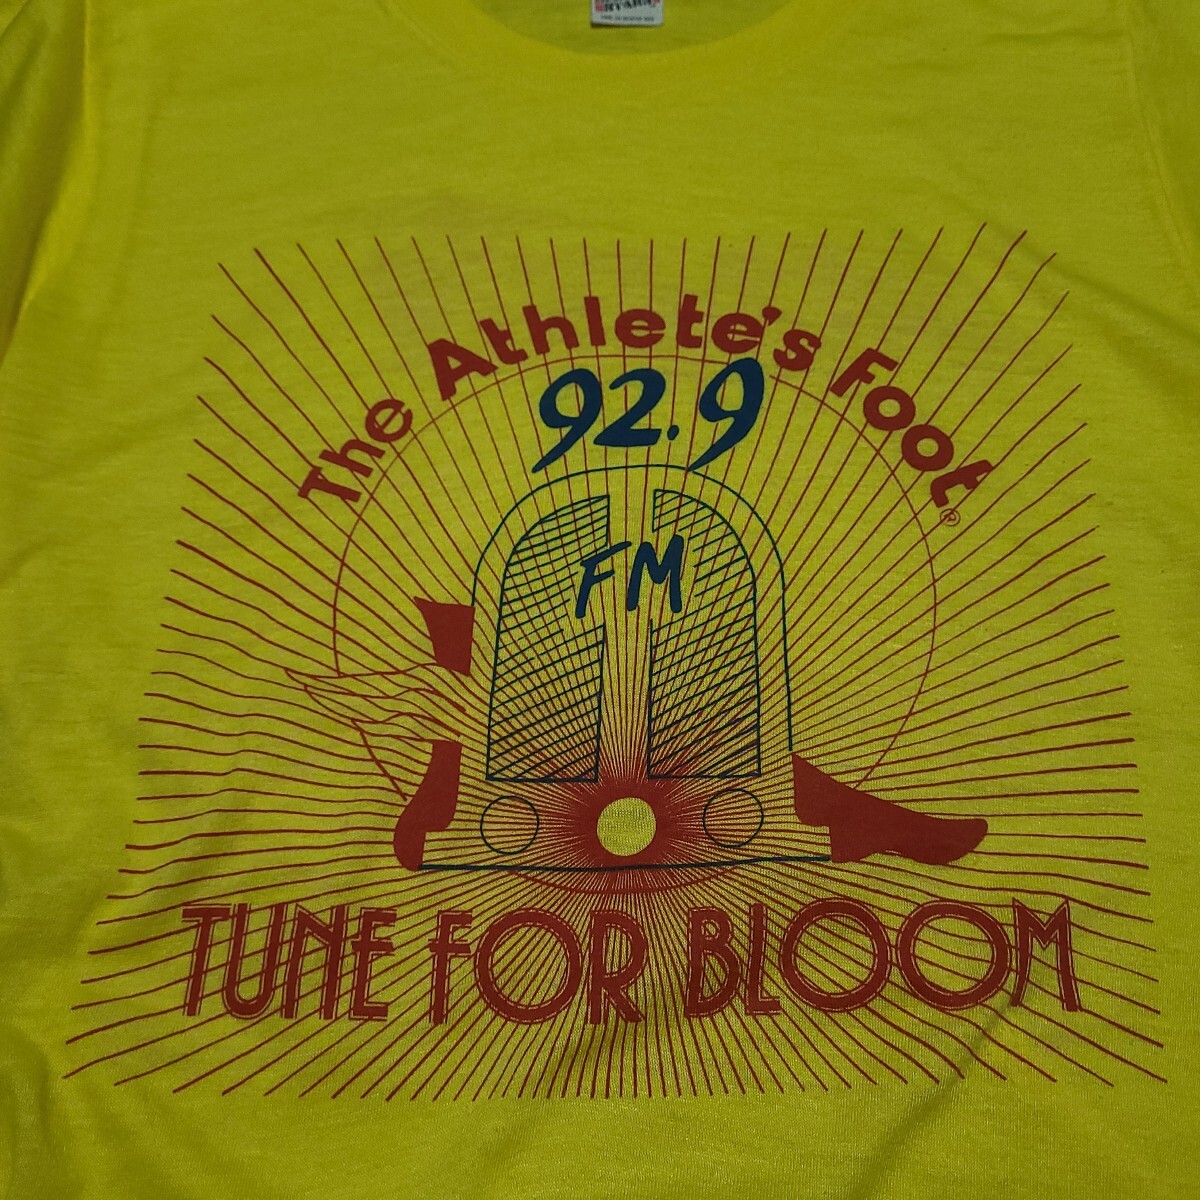 The Athlete's Foot®
92.9
FM
TUNE FOR BLOOM